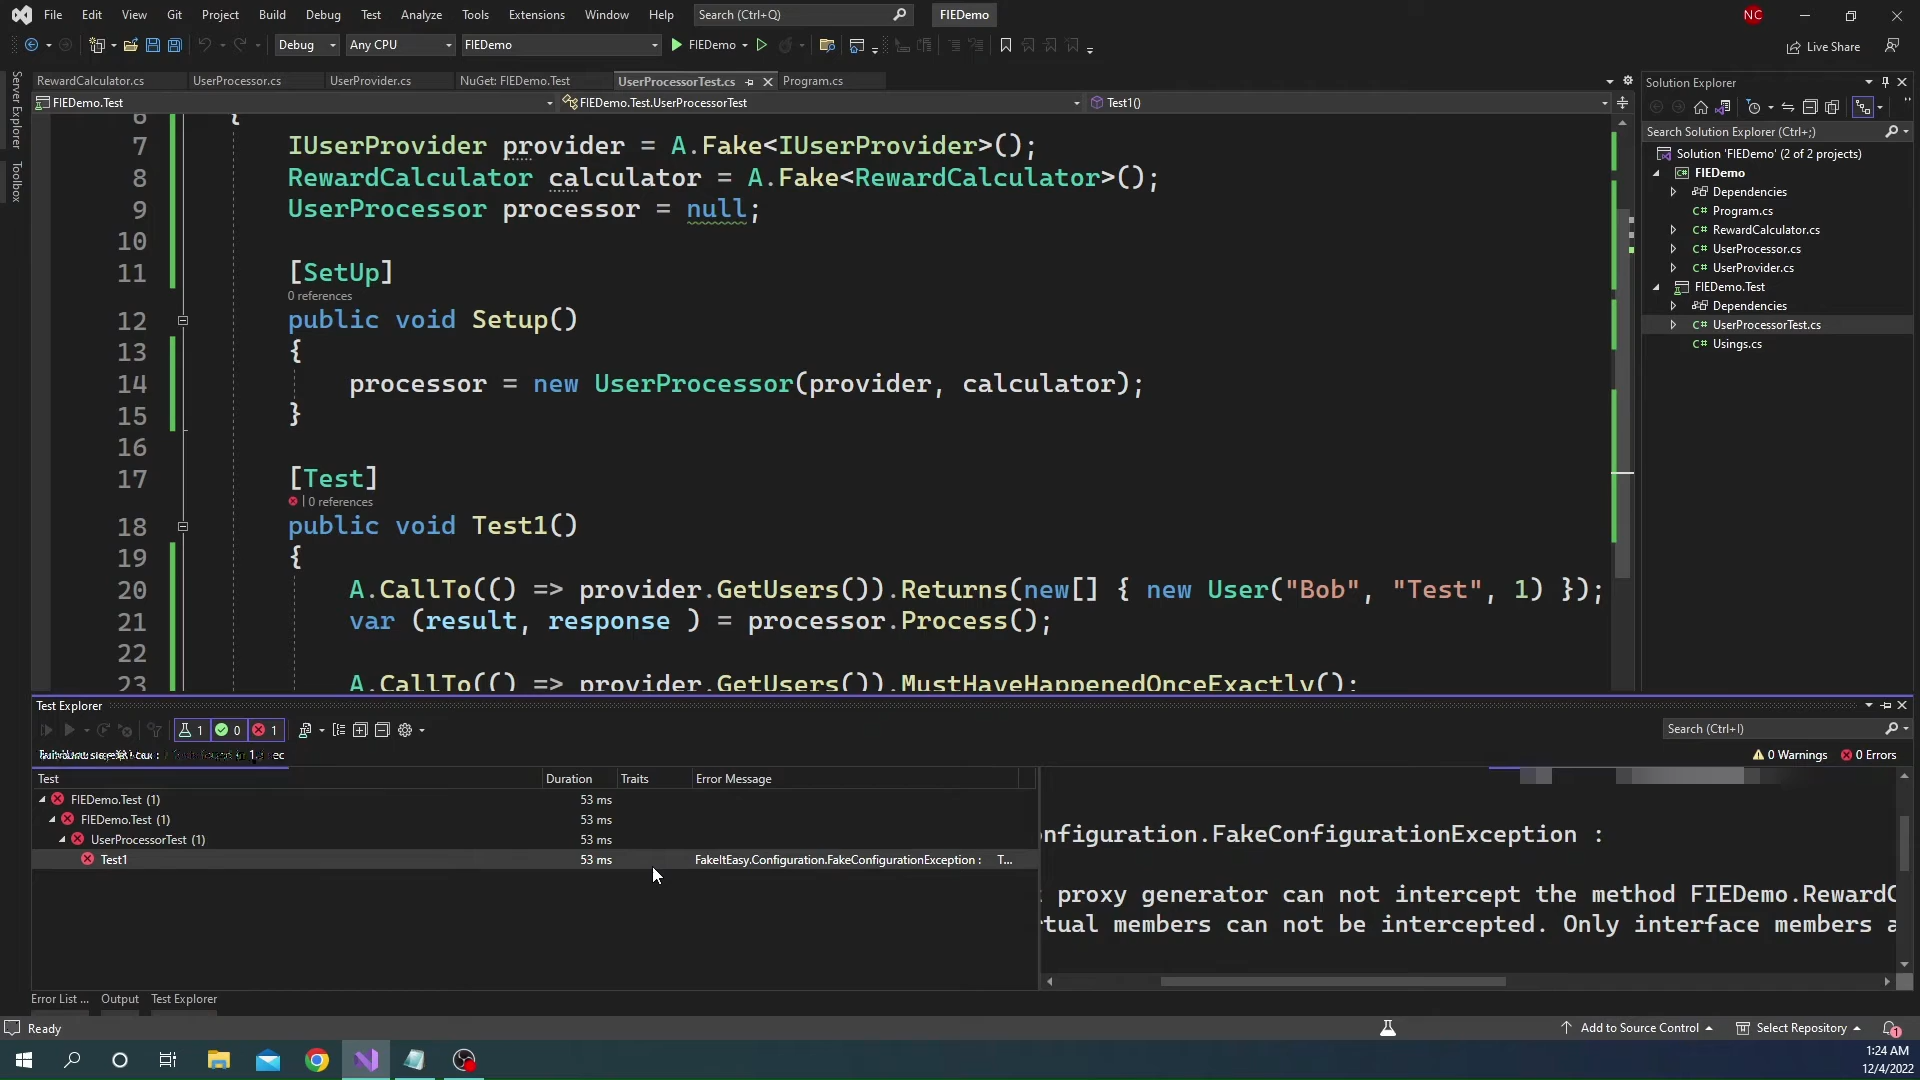 File Edit View Git Project Build Debug Test Analyze Tools Extensions Window Help Search (Ctrl+Q) FIEDemo NC
Debug Any CPU FIEDemo FIEDemo Live Share
Server Explorer
Toolbox
RewardCalculator.cs UserProcessor.cs UserProvider.cs NuGet: FIEDemo.Test UserProcessorTest.cs Program.cs
FIEDemo.Test FIEDemo.Test.UserProcessorTest Test1()
6 {
7 IUserProvider provider = A.Fake<IUserProvider>();
8 RewardCalculator calculator = A.Fake<RewardCalculator>();
9 UserProcessor processor = null;
10
11 [SetUp]
0 references
12 public void Setup()
13 {
14 processor = new UserProcessor(provider, calculator);
15 }
16
17 [Test]
| 0 references
18 public void Test1()
19 {
20 A.CallTo(() => provider.GetUsers()).Returns(new[] { new User("Bob", "Test", 1) });
21 var (result, response ) = processor.Process();
22
23 A.CallTo(() => provider.GetUsers()).MustHaveHappenedOnceExactly();
Solution Explorer
Search Solution Explorer (Ctrl+;)
Solution 'FIEDemo' (2 of 2 projects)
FIEDemo
Dependencies
C# Program.cs
C# RewardCalculator.cs
C# UserProcessor.cs
C# UserProvider.cs
FIEDemo.Test
Dependencies
C# UserProcessorTest.cs
C# Usings.cs
Test Explorer
1 0 1 Search (Ctrl+I)
0 Warnings 0 Errors
Test Duration Traits Error Message
FIEDemo.Test (1) 53 ms
FIEDemo.Test (1) 53 ms
UserProcessorTest (1) 53 ms
Test1 53 ms FakeItEasy.Configuration.FakeConfigurationException : T...
nfiguration.FakeConfigurationException :
proxy generator can not intercept the method FIEDemo.RewardC
tual members can not be intercepted. Only interface members a
Error List ... Output Test Explorer
Ready Add to Source Control Select Repository 1
1:24 AM
12/4/2022